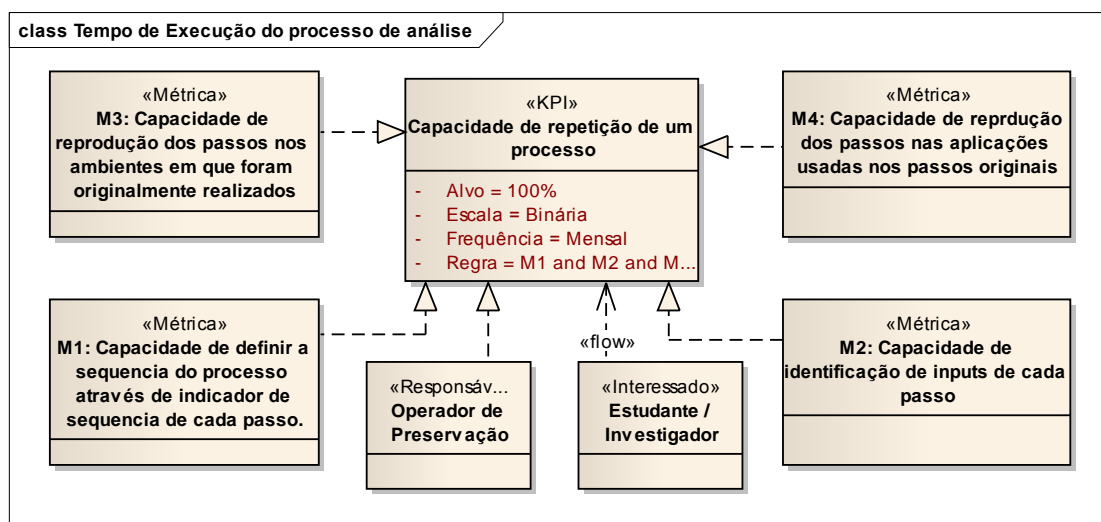 class Tempo de Execução do processo de análise
«Métrica»
M3: Capacidade de
reprodução dos passos nos
ambientes em que foram
originalmente realizados
«KPI»
Capacidade de repetição de um
processo
- Alvo = 100%
- Escala = Binária
- Frequência = Mensal
- Regra = M1 and M2 and M...
«Métrica»
M4: Capacidade de reprdução
dos passos nas aplicações
usadas nos passos originais
«Métrica»
M1: Capacidade de definir a
sequencia do processo
através de indicador de
sequencia de cada passo.
«Responsáv...
Operador de
Preservação
«flow»
«Interessado»
Estudante /
Investigador
«Métrica»
M2: Capacidade de
identificação de inputs de cada
passo